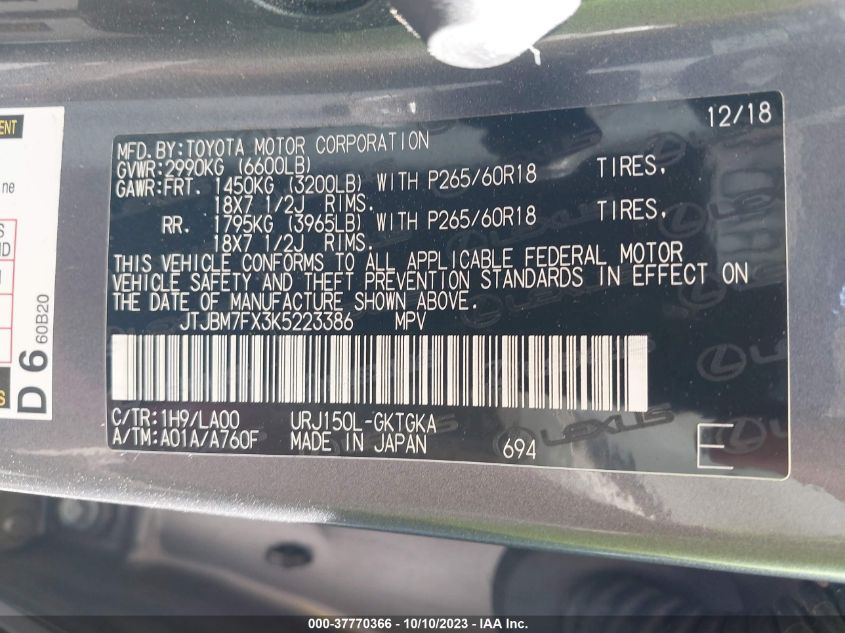 12/18
MFD.BY:TOYOTA MOTOR CORPORATION
GVWR:2990KG (6600LB)
GAWR:FRT. 1450KG (3200LB) WITH P265/60R18 TIRES,
18X7 1/2J RIMS.
RR. 1795KG (3965LB) WITH P265/60R18 TIRES,
18X7 1/2J RIMS.
THIS VEHICLE CONFORMS TO ALL APPLICABLE FEDERAL MOTOR
VEHICLE SAFETY AND THEFT PREVENTION STANDARDS IN EFFECT ON
THE DATE OF MANUFACTURE SHOWN ABOVE.
JTJBM7FX3K5223386 MPV
C/TR:1H9/LA00 URJ150L-GKTGKA
A/TM:A01A/A760F MADE IN JAPAN 694 E
LEXUS
LEXUS
D 6
60B20
ne
000-37770366 - 10/10/2023 - IAAI Inc.